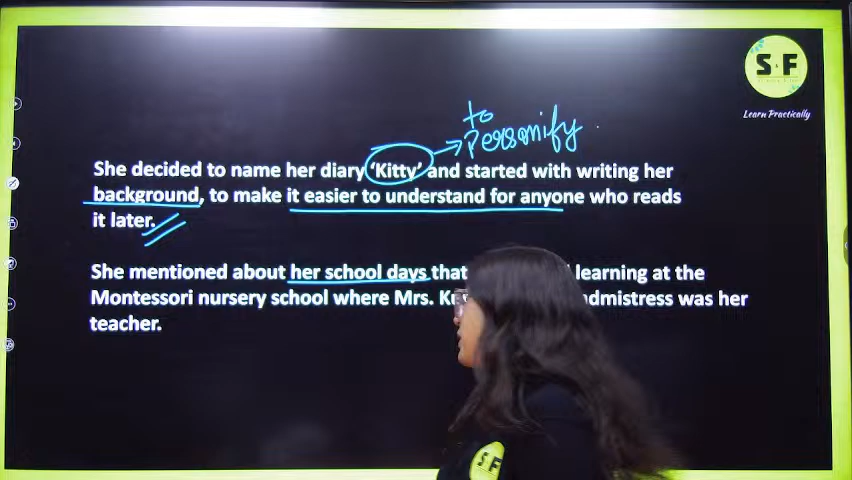 S F
Learn Practically
to
Personify
She decided to name her diary 'Kitty' and started with writing her
background, to make it easier to understand for anyone who reads
it later.
She mentioned about her school days that learning at the
Montessori nursery school where Mrs. was her
teacher.
S F